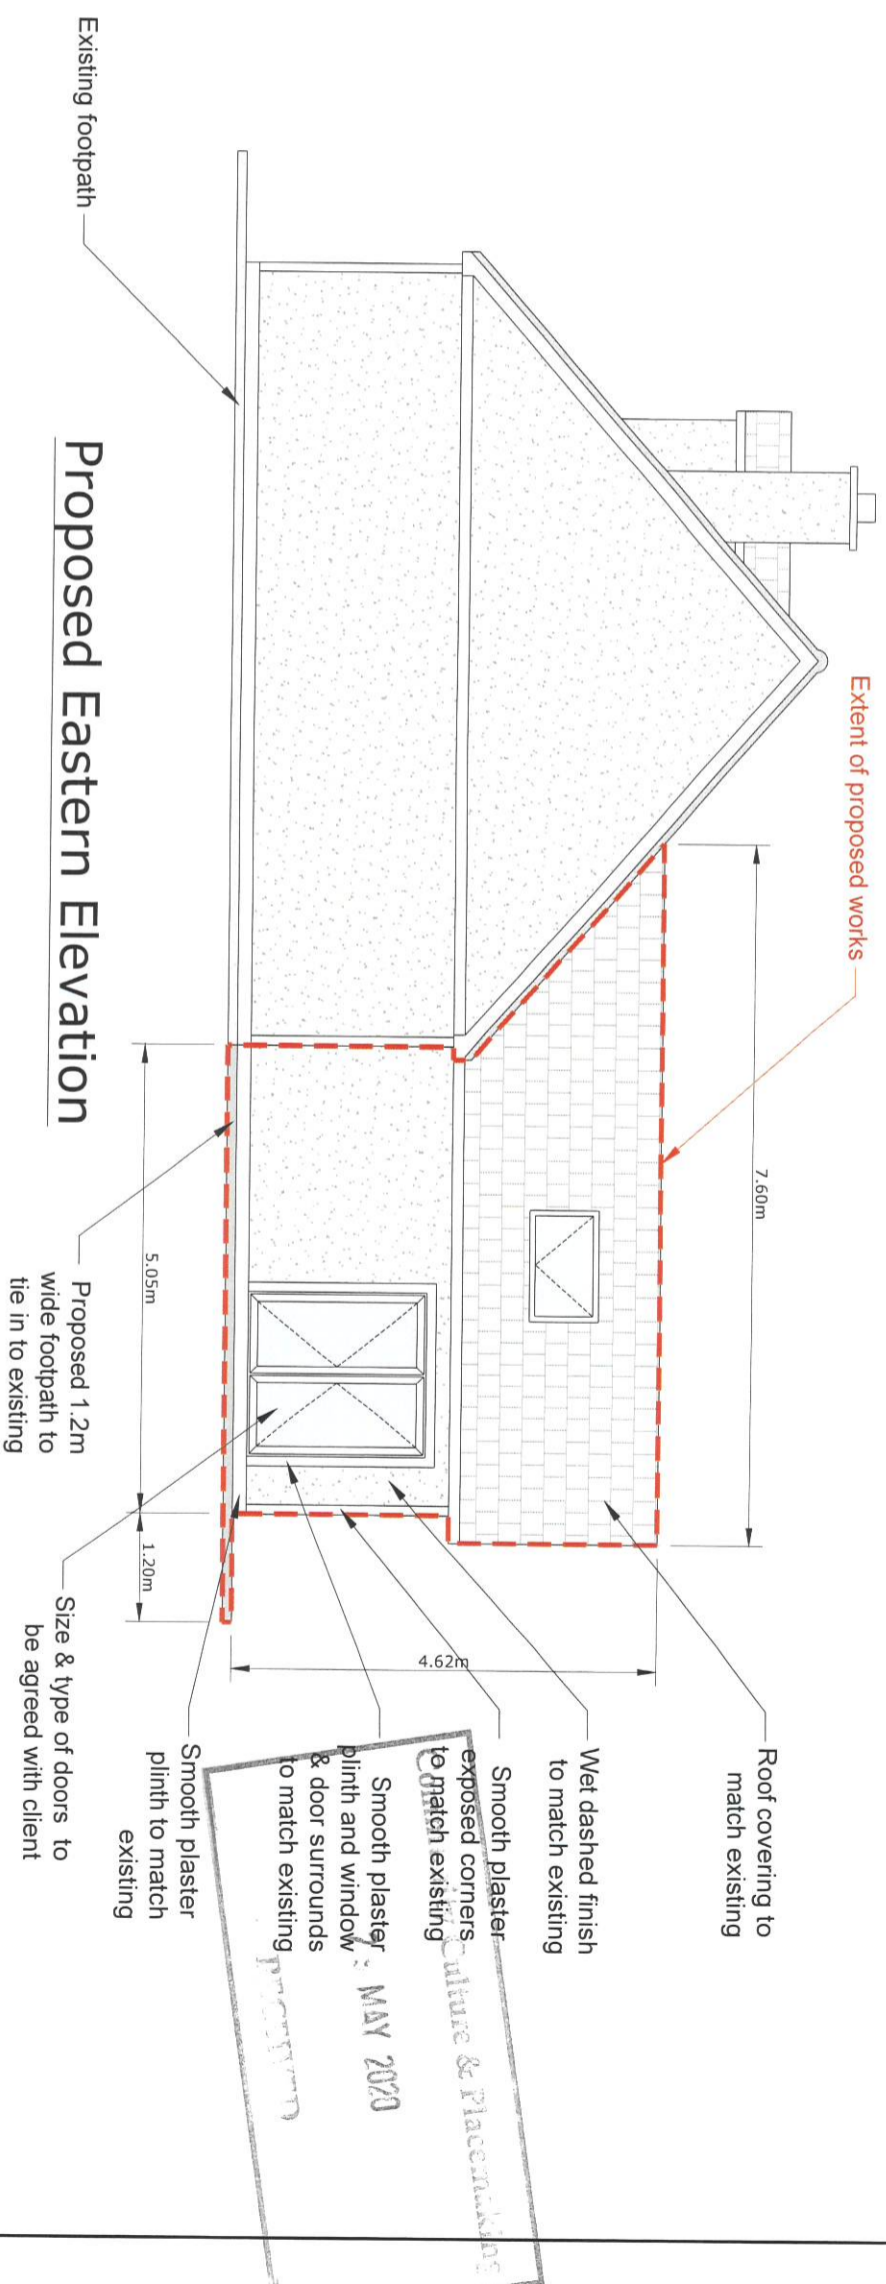 Extent of proposed works
7.60m
Roof covering to
match existing
Wet dashed finish
to match existing
Smooth plaster
exposed corners
to match existing
Smooth plaster
plinth and window
& door surrounds
to match existing
Smooth plaster
plinth to match
existing
Size & type of doors to
be agreed with client
4.62m
5.05m
1.20m
Existing footpath
Proposed 1.2m
wide footpath to
tie in to existing
Proposed Eastern Elevation
Culture & Placemaking
MAY 2020